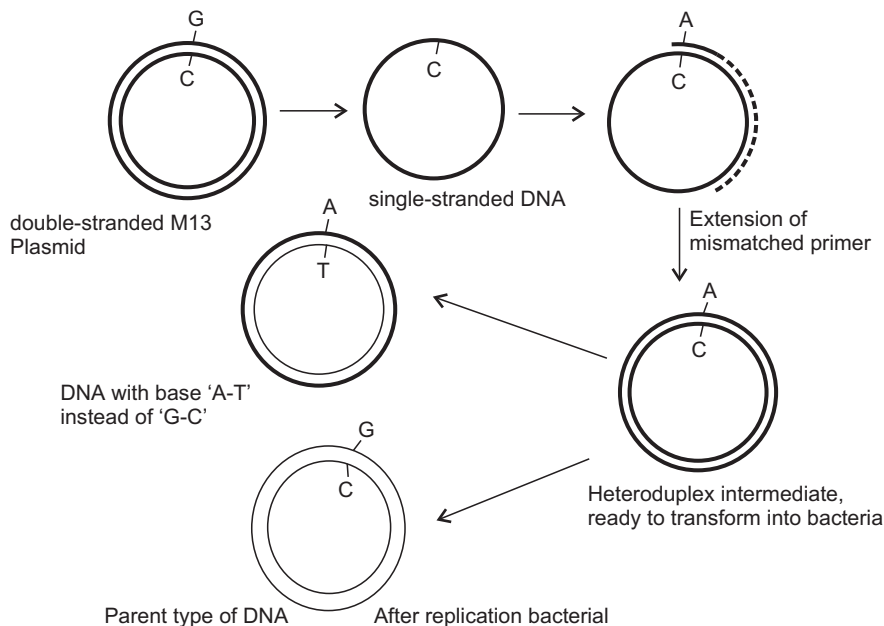 G
C
double-stranded M13
Plasmid
C
single-stranded DNA
A
C
Extension of
mismatched primer
A
C
Heteroduplex intermediate,
ready to transform into bacteria
A
T
DNA with base ‘A-T’
instead of ‘G-C’
G
C
Parent type of DNA
After replication bacterial